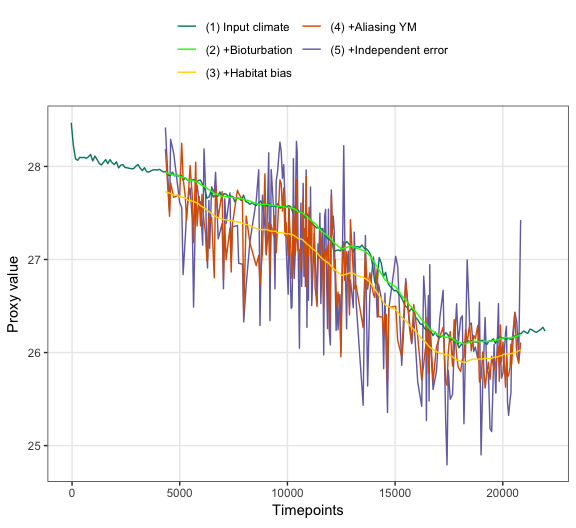 (1) Input climate
(4) +Aliasing YM
(2) +Bioturbation
(5) +Independent error
(3) +Habitat bias
28
27
26
25
Proxy value
0
5000
10000
15000
20000
Timepoints